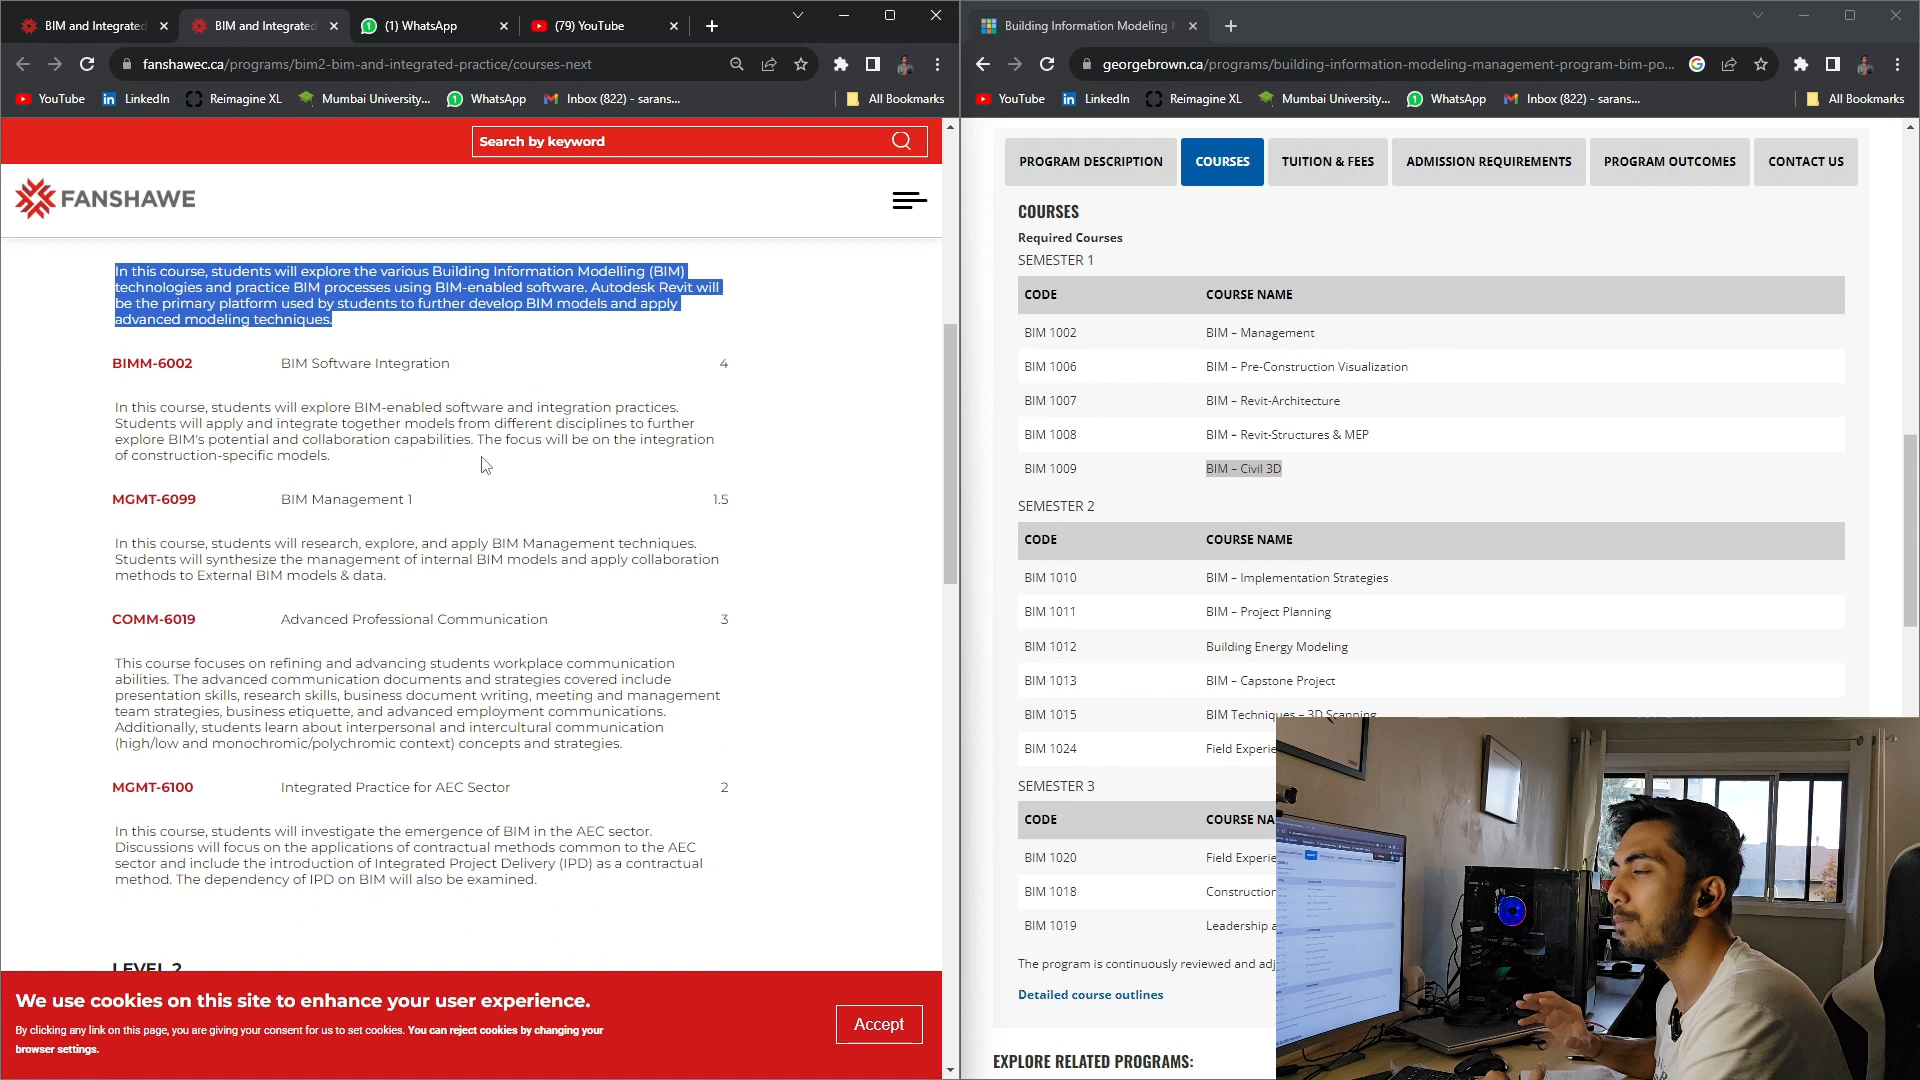 BIM and Integrated
BIM and Integrated
(1) WhatsApp
(79) YouTube
fanshawec.ca/programs/bim2-bim-and-integrated-practice/courses-next
YouTube
LinkedIn
Reimagine XL
Mumbai University...
WhatsApp
Inbox (822) - sarans...
All Bookmarks
Search by keyword
FANSHAWE
In this course, students will explore the various Building Information Modelling (BIM)
technologies and practice BIM processes using BIM-enabled software. Autodesk Revit will
be the primary platform used by students to further develop BIM models and apply
advanced modeling techniques.
BIMM-6002 BIM Software Integration 4
In this course, students will explore BIM-enabled software and integration practices.
Students will apply and integrate together models from different disciplines to further
explore BIM's potential and collaboration capabilities. The focus will be on the integration
of construction-specific models.
MGMT-6099 BIM Management 1 1.5
In this course, students will research, explore, and apply BIM Management techniques.
Students will synthesize the management of internal BIM models and apply collaboration
methods to External BIM models & data.
COMM-6019 Advanced Professional Communication 3
This course focuses on refining and advancing students workplace communication
abilities. The advanced communication documents and strategies covered include
presentation skills, research skills, business document writing, meeting and management
team strategies, business etiquette, and advanced employment communications.
Additionally, students learn about interpersonal and intercultural communication
(high/low and monochromic/polychromic context) concepts and strategies.
MGMT-6100 Integrated Practice for AEC Sector 2
In this course, students will investigate the emergence of BIM in the AEC sector.
Discussions will focus on the applications of contractual methods common to the AEC
sector and include the introduction of Integrated Project Delivery (IPD) as a contractual
method. The dependency of IPD on BIM will also be examined.
LEVEL 2
We use cookies on this site to enhance your user experience.
By clicking any link on this page, you are giving your consent for us to set cookies. You can reject cookies by changing your
browser settings.
Accept
Building Information Modeling
georgebrown.ca/programs/building-information-modeling-management-program-bim-po...
YouTube
LinkedIn
Reimagine XL
Mumbai University...
WhatsApp
Inbox (822) - sarans...
All Bookmarks
PROGRAM DESCRIPTION
COURSES
TUITION & FEES
ADMISSION REQUIREMENTS
PROGRAM OUTCOMES
CONTACT US
COURSES
Required Courses
SEMESTER 1
CODE COURSE NAME
BIM 1002 BIM – Management
BIM 1006 BIM – Pre-Construction Visualization
BIM 1007 BIM – Revit-Architecture
BIM 1008 BIM – Revit-Structures & MEP
BIM 1009 BIM – Civil 3D
SEMESTER 2
CODE COURSE NAME
BIM 1010 BIM – Implementation Strategies
BIM 1011 BIM – Project Planning
BIM 1012 Building Energy Modeling
BIM 1013 BIM – Capstone Project
BIM 1015 BIM Techniques – 3D Scanning
BIM 1024 Field Experie
SEMESTER 3
CODE COURSE NA
BIM 1020 Field Experie
BIM 1018 Construction
BIM 1019 Leadership a
The program is continuously reviewed and adj
Detailed course outlines
EXPLORE RELATED PROGRAMS: